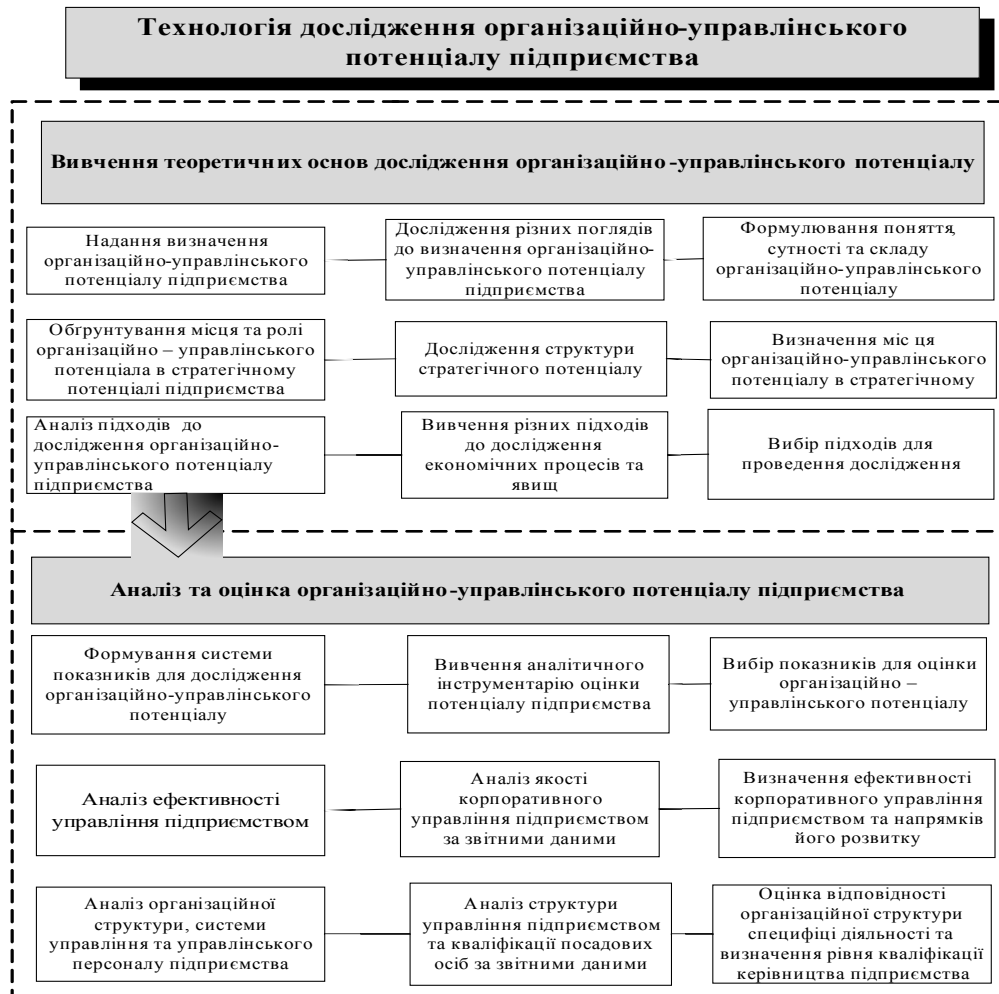 Технологія дослідження організаційно-управлінського
потенціалу підприємства
Вивчення теоретичних основ дослідження організаційно -управлінського потенціалу
Надання визначення
організаційно-управлінського
потенціалу підприємства
Дослідження різних поглядів
до визначення організаційно-
управлінського потенціалу
підприємства
Формулювання поняття,
сутності та складу
організаційно-управлінського
потенціалу
Обґрунтування місця та ролі
організаційно – управлінського
потенціала в стратегічному
потенціалі підприємства
Дослідження структури
стратегічного потенціалу
Визначення міс ця
організаційно-управлінського
потенціалу в стратегічному
Аналіз підходів до
дослідження організаційно-
управлінського потенціалу
підприємства
Вивчення різних підходів
до дослідження
економічних процесів та
явищ
Вибір підходів для
проведення дослідження
Аналіз та оцінка організаційно-управлінського потенціалу підприємства
Формування системи
показників для дослідження
організаційно-управлінського
потенціалу
Вивчення аналітичного
інструментарію оцінки
потенціалу підприємства
Вибір показників для оцінки
організаційно –
управлінського потенціалу
Аналіз ефективності
управління підприємством
Аналіз якості
корпоративного
управління підприємством
за звітними даними
Визначення ефективності
корпоративного управління
підприємством та напрямків
його розвитку
Аналіз організаційної
структури, системи
управління та управлінського
персоналу підприємства
Аналіз структури
управління підприємством
та кваліфікації посадових
осіб за звітними даними
Оцінка відповідності
організаційної структури
специфіці діяльності та
визначення рівня кваліфікації
керівництва підприємства